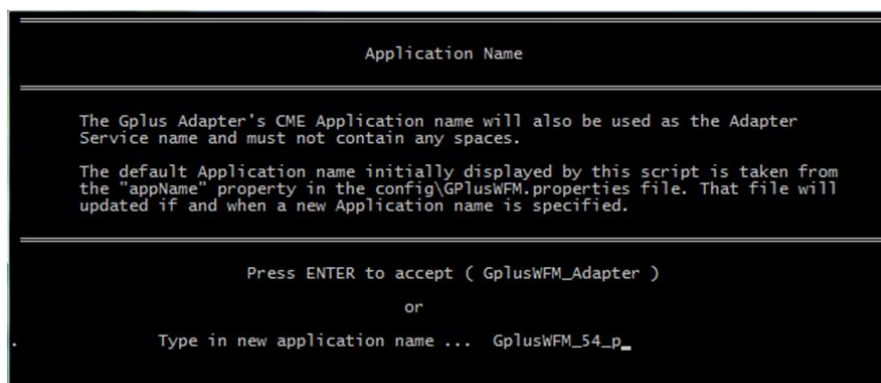 Application Name
The Gplus Adapter's CME Application name will also be used as the Adapter
Service name and must not contain any spaces.
The default Application name initially displayed by this script is taken from
the "appName" property in the config\GPlusWFM.properties file. That file will
updated if and when a new Application name is specified.
Press ENTER to accept ( GplusWFM_Adapter )
or
. Type in new application name ... GplusWFM_54_p_